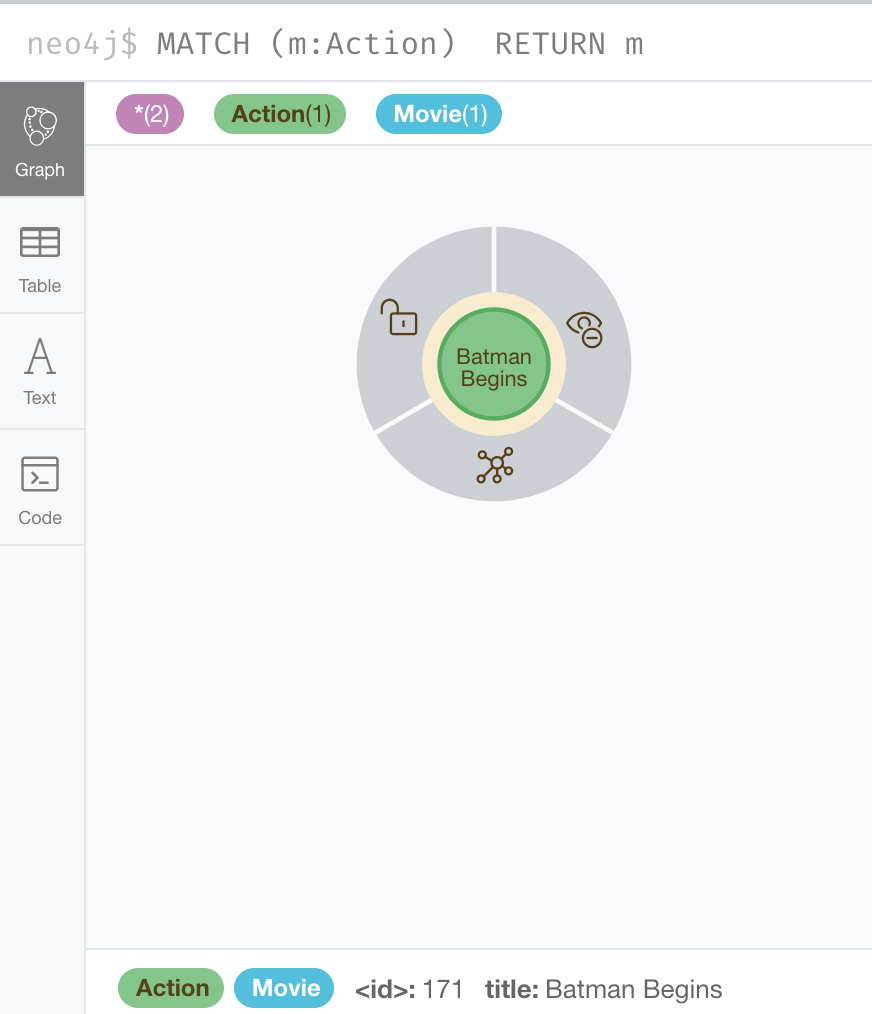 neo4j$ MATCH (m:Action)  RETURN m
*(2) Action(1) Movie(1)
Graph
Table
Text
Code
Batman
Begins
Action Movie <id>: 171 title: Batman Begins